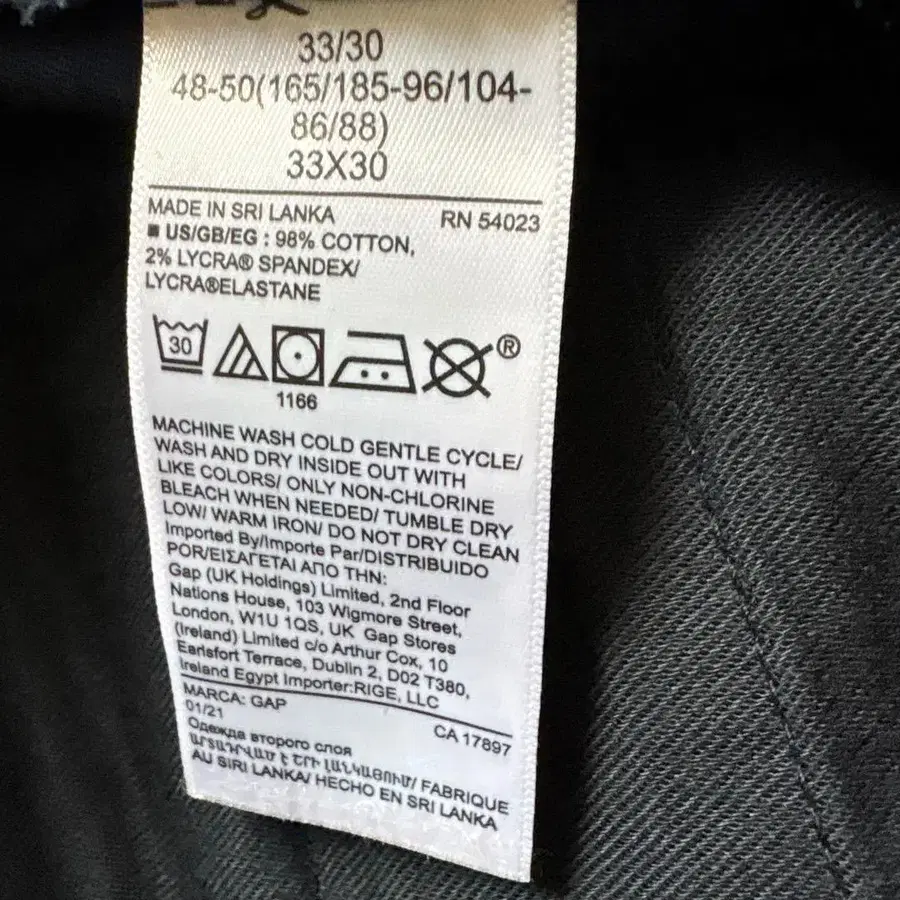 33/30
48-50(165/185-96/104-
86/88)
33X30
MADE IN SRI LANKA RN 54023
■ US/GB/EG : 98% COTTON,
2% LYCRA® SPANDEX/
LYCRA®ELASTANE
30
®
1166
MACHINE WASH COLD GENTLE CYCLE/
WASH AND DRY INSIDE OUT WITH
LIKE COLORS/ ONLY NON-CHLORINE
BLEACH WHEN NEEDED/ TUMBLE DRY
LOW/ WARM IRON/ DO NOT DRY CLEAN
Imported By/Importe Par/DISTRIBUIDO
POR/ΕΙΣΑΓΕΤΑΙ ΑΠΟ ΤΗΝ:
Gap (UK Holdings) Limited, 2nd Floor
Nations House, 103 Wigmore Street,
London, W1U 1QS, UK Gap Stores
(Ireland) Limited c/o Arthur Cox, 10
Earlsfort Terrace, Dublin 2, D02 T380,
Ireland Egypt Importer:RIGE, LLC
MARCA: GAP
01/21 CA 17897
Одежда второго слоя
ԱՐՏԱԴՐՎԱԾ Է ՇՐԻ ԼԱՆԿԱՅՈՒՄ/ FABRIQUE
AU SIRI LANKA/ HECHO EN SRI LANKA